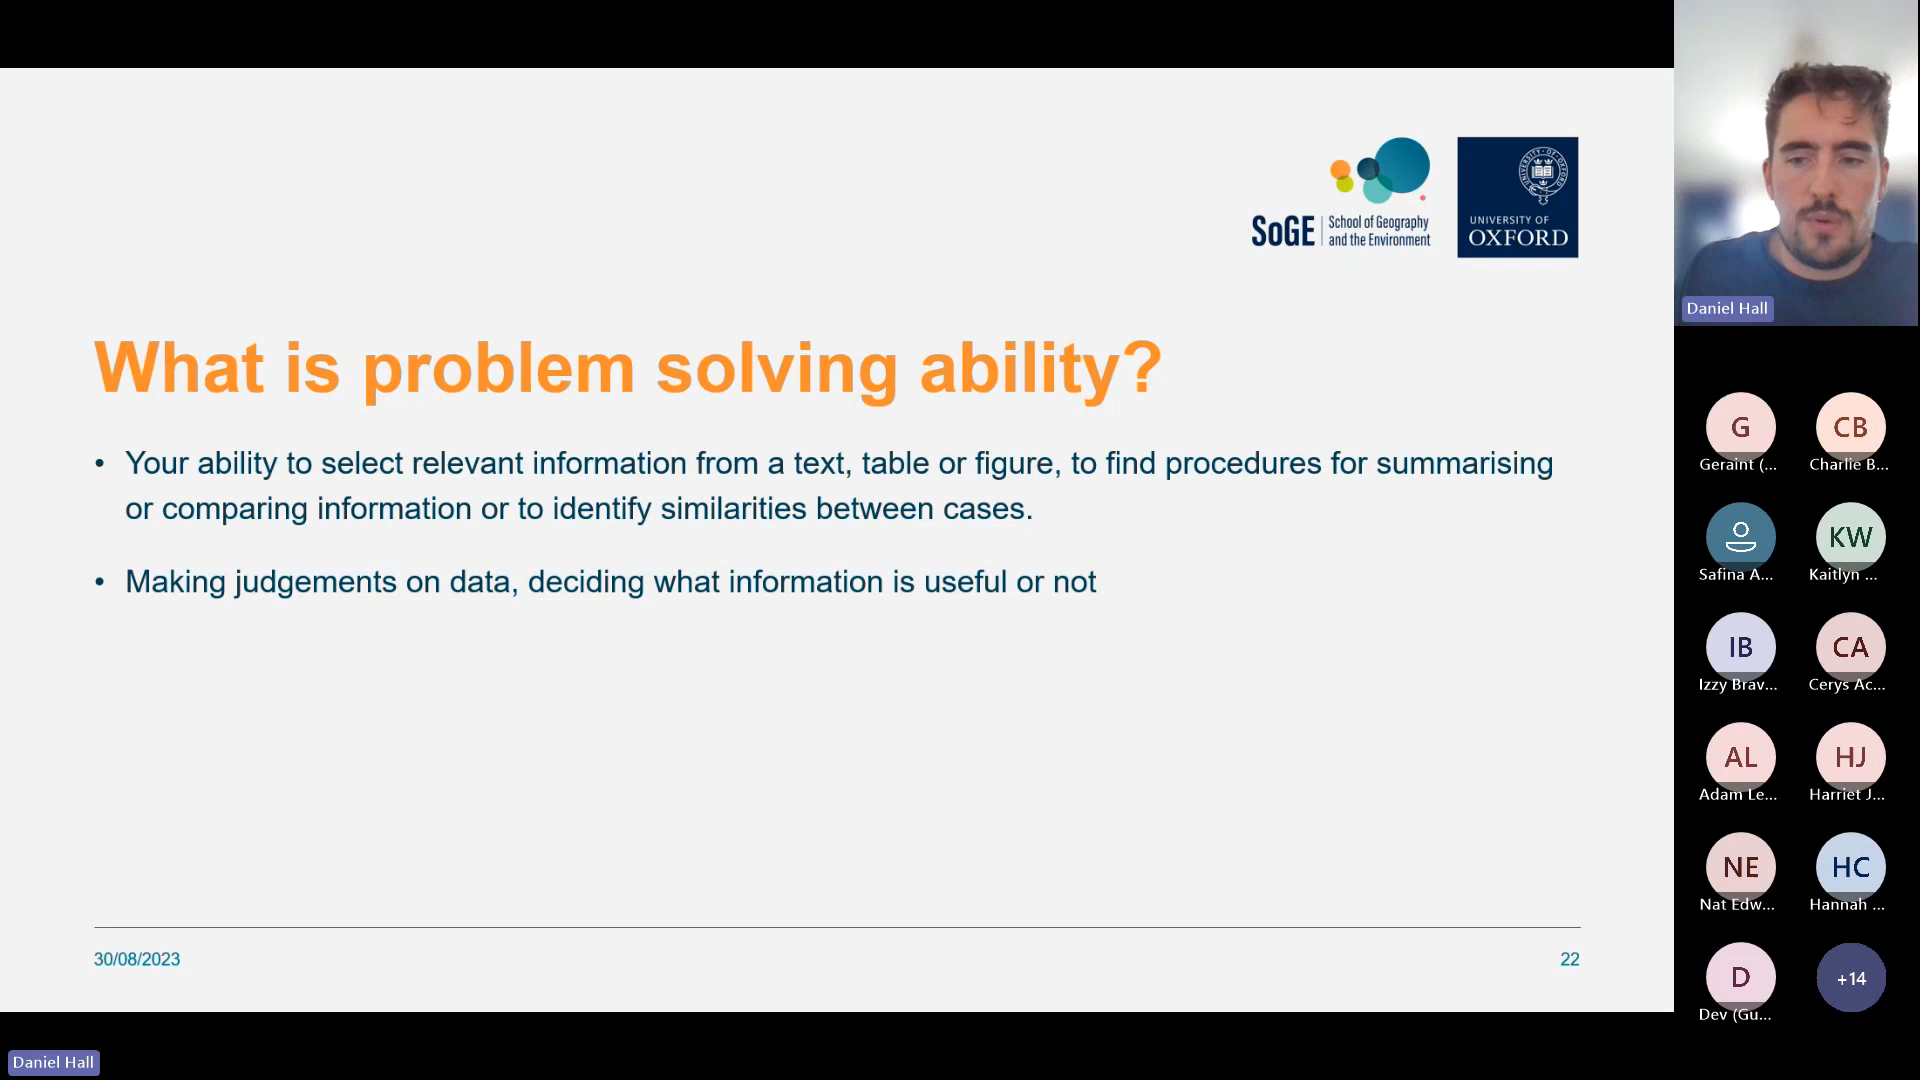 SoGE
School of Geography
and the Environment
UNIVERSITY OF
OXFORD
What is problem solving ability?
• Your ability to select relevant information from a text, table or figure, to find procedures for summarising
or comparing information or to identify similarities between cases.
• Making judgements on data, deciding what information is useful or not
30/08/2023
22
Daniel Hall
Daniel Hall
G
Geraint (...
CB
Charlie B...
Safina A...
KW
Kaitlyn ...
IB
Izzy Brav...
CA
Cerys Ac...
AL
Adam Le...
HJ
Harriet J...
NE
Nat Edw...
HC
Hannah ...
D
Dev (Gu...
+14